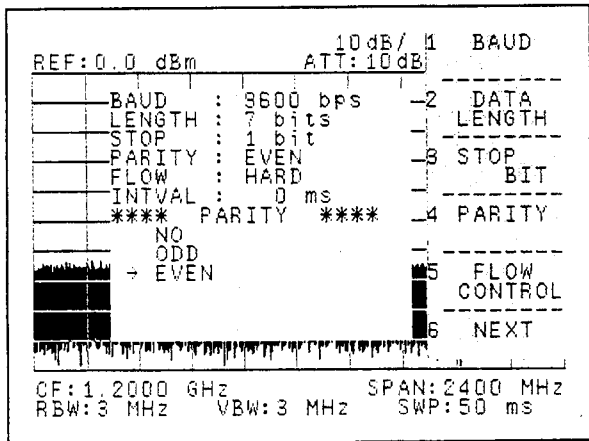 10dB/
REF:0.0 dBm ATT:10dB
BAUD : 9600 bps
LENGTH : 7 bits
STOP : 1 bit
PARITY : EVEN
FLOW : HARD
INTVAL : 0 ms
**** PARITY ****
NO
ODD
→ EVEN
1 BAUD
2 DATA
LENGTH
3 STOP
BIT
4 PARITY
5 FLOW
CONTROL
6 NEXT
CF:1.2000 GHz SPAN:2400 MHz
RBW:3 MHz VBW:3 MHz SWP:50 ms